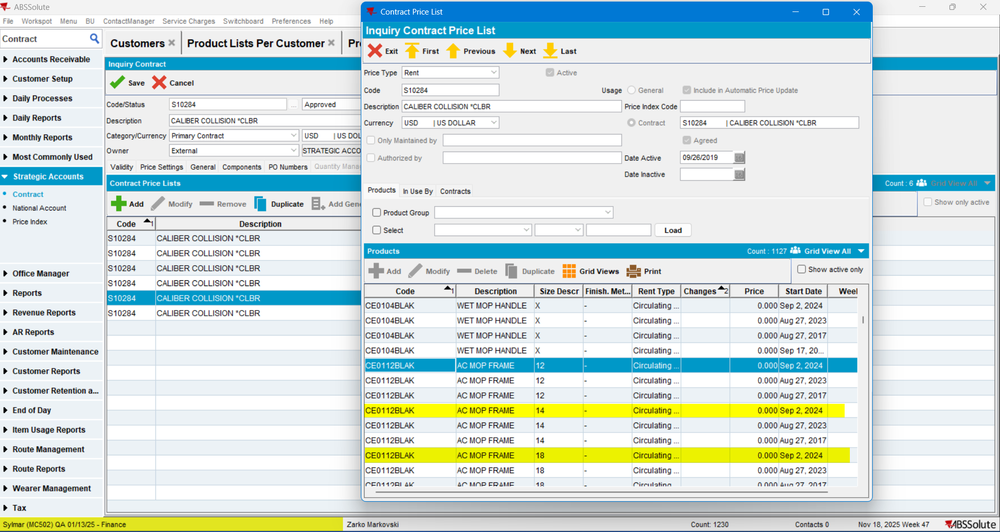 ABSSolute
File Workspot Menu BU ContactManager Service Charges Switchboard Preferences Help
Contract
Accounts Receivable
Customer Setup
Daily Processes
Daily Reports
Monthly Reports
Most Commonly Used
Strategic Accounts
Contract
National Account
Price Index
Office Manager
Reports
Revenue Reports
AR Reports
Customer Maintenance
Customer Reports
Customer Retention a...
End of Day
Item Usage Reports
Route Management
Route Reports
Wearer Management
Tax
Customers Product Lists Per Customer Pr
Inquiry Contract
Save Cancel
Code/Status S10284 ... Approved
Description CALIBER COLLISION *CLBR
Category/Currency Primary Contract USD | US DOL
Owner External STRATEGIC ACCO
Validity Price Settings General Components PO Numbers Quantity Mana
Contract Price Lists
Add Modify Remove Duplicate Add Gen
Code 1 Description
S10284 CALIBER COLLISION *CLBR
S10284 CALIBER COLLISION *CLBR
S10284 CALIBER COLLISION *CLBR
S10284 CALIBER COLLISION *CLBR
S10284 CALIBER COLLISION *CLBR
S10284 CALIBER COLLISION *CLBR
Count : 6 Grid View All
Show only active
Contract Price List
Inquiry Contract Price List
Exit First Previous Next Last
Price Type Rent Active
Code S10284 Usage General Include in Automatic Price Update
Description CALIBER COLLISION *CLBR Price Index Code
Currency USD | US DOLLAR Contract S10284 | CALIBER COLLISION *CLBR
Only Maintained by Agreed
Authorized by Date Active 09/26/2019 16
Date Inactive 16
Products In Use By Contracts
Product Group
Select Load
Products Count : 1127 Grid View All
Add Modify Delete Duplicate Grid Views Print Show active only
Code 1 Description Size Descr Finish. Met... Rent Type Changes 2 Price Start Date Weel
CE0104BLAK WET MOP HANDLE X - Circulating ... 0.000 Sep 2, 2024
CE0104BLAK WET MOP HANDLE X - Circulating ... 0.000 Aug 27, 2023
CE0104BLAK WET MOP HANDLE X - Circulating ... 0.000 Aug 27, 2017
CE0104BLAK WET MOP HANDLE X - Circulating ... 0.000 Sep 17, 20...
CE0112BLAK AC MOP FRAME 12 - Circulating ... 0.000 Sep 2, 2024
CE0112BLAK AC MOP FRAME 12 - Circulating ... 0.000 Aug 27, 2023
CE0112BLAK AC MOP FRAME 12 - Circulating ... 0.000 Aug 27, 2017
CE0112BLAK AC MOP FRAME 14 - Circulating ... 0.000 Sep 2, 2024
CE0112BLAK AC MOP FRAME 14 - Circulating ... 0.000 Aug 27, 2023
CE0112BLAK AC MOP FRAME 14 - Circulating ... 0.000 Aug 27, 2017
CE0112BLAK AC MOP FRAME 18 - Circulating ... 0.000 Sep 2, 2024
CE0112BLAK AC MOP FRAME 18 - Circulating ... 0.000 Aug 27, 2023
CE0112BLAK AC MOP FRAME 18 - Circulating 0.000 Aug 27, 2017
Sylmar (MC502) QA 01/13/25 - Finance Zarko Markovski Count: 1230 Contacts 0 Nov 18, 2025 Week 47 ABSSolute